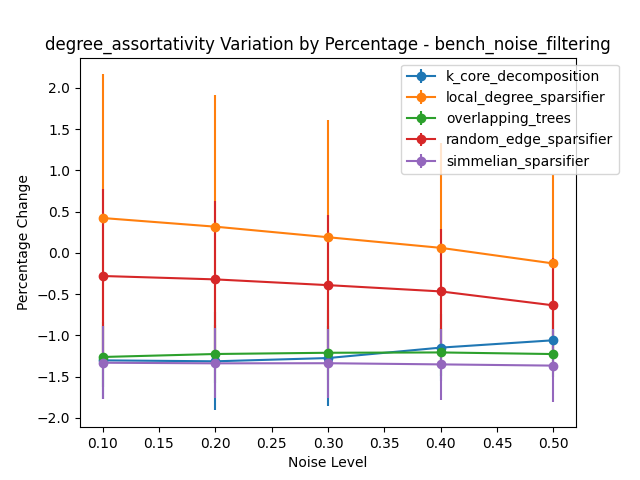 degree_assortativity Variation by Percentage - bench_noise_filtering
k_core_decomposition
local_degree_sparsifier
overlapping_trees
random_edge_sparsifier
simmelian_sparsifier
Percentage Change
2.0
1.5
1.0
0.5
0.0
−0.5
−1.0
−1.5
−2.0
0.10 0.15 0.20 0.25 0.30 0.35 0.40 0.45 0.50
Noise Level